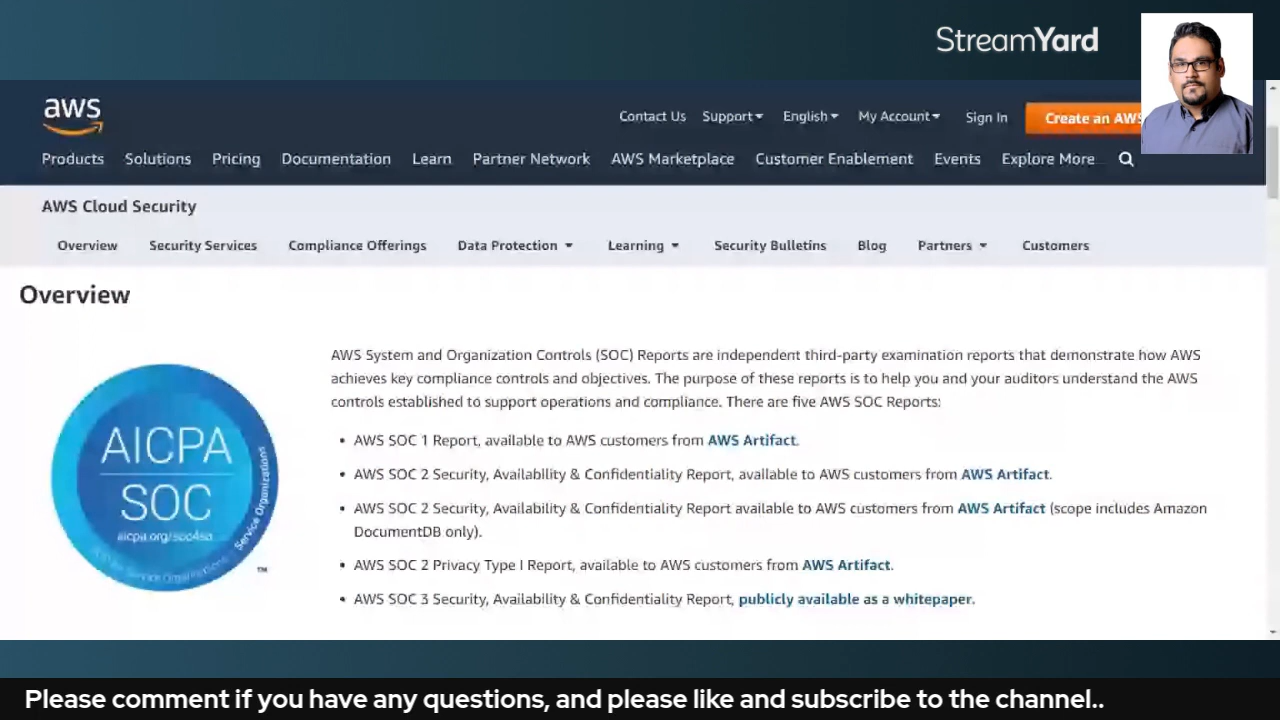 StreamYard
aws
Contact Us Support English My Account Sign In Create an AWS
Products Solutions Pricing Documentation Learn Partner Network AWS Marketplace Customer Enablement Events Explore More
AWS Cloud Security
Overview Security Services Compliance Offerings Data Protection Learning Security Bulletins Blog Partners Customers
Overview
AWS System and Organization Controls (SOC) Reports are independent third-party examination reports that demonstrate how AWS
achieves key compliance controls and objectives. The purpose of these reports is to help you and your auditors understand the AWS
controls established to support operations and compliance. There are five AWS SOC Reports:
• AWS SOC 1 Report, available to AWS customers from AWS Artifact.
• AWS SOC 2 Security, Availability & Confidentiality Report, available to AWS customers from AWS Artifact.
• AWS SOC 2 Security, Availability & Confidentiality Report available to AWS customers from AWS Artifact (scope includes Amazon
DocumentDB only).
• AWS SOC 2 Privacy Type I Report, available to AWS customers from AWS Artifact.
• AWS SOC 3 Security, Availability & Confidentiality Report, publicly available as a whitepaper.
AICPA
SOC
aicpa.org/soc4so
Service Organizations
TM
Please comment if you have any questions, and please like and subscribe to the channel..